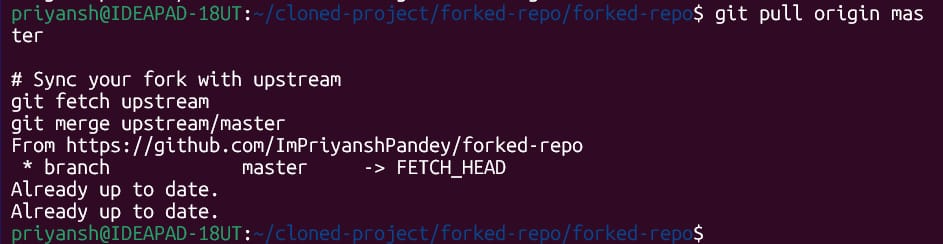 priyansh@IDEAPAD-18UT:~/cloned-project/forked-repo/forked-repo$ git pull origin mas
ter

# Sync your fork with upstream
git fetch upstream
git merge upstream/master
From https://github.com/ImPriyanshPandey/forked-repo
 * branch            master     -> FETCH_HEAD
Already up to date.
Already up to date.
priyansh@IDEAPAD-18UT:~/cloned-project/forked-repo/forked-repo$